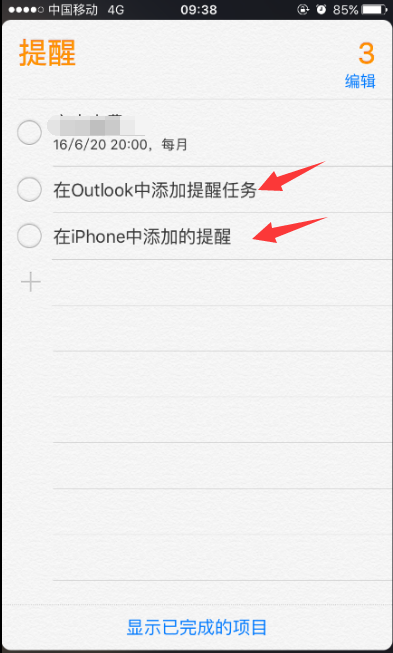 中国移动 4G 09:38 85%
提醒 3
编辑
16/6/20 20:00，每月
在Outlook中添加提醒任务
在iPhone中添加的提醒
显示已完成的项目